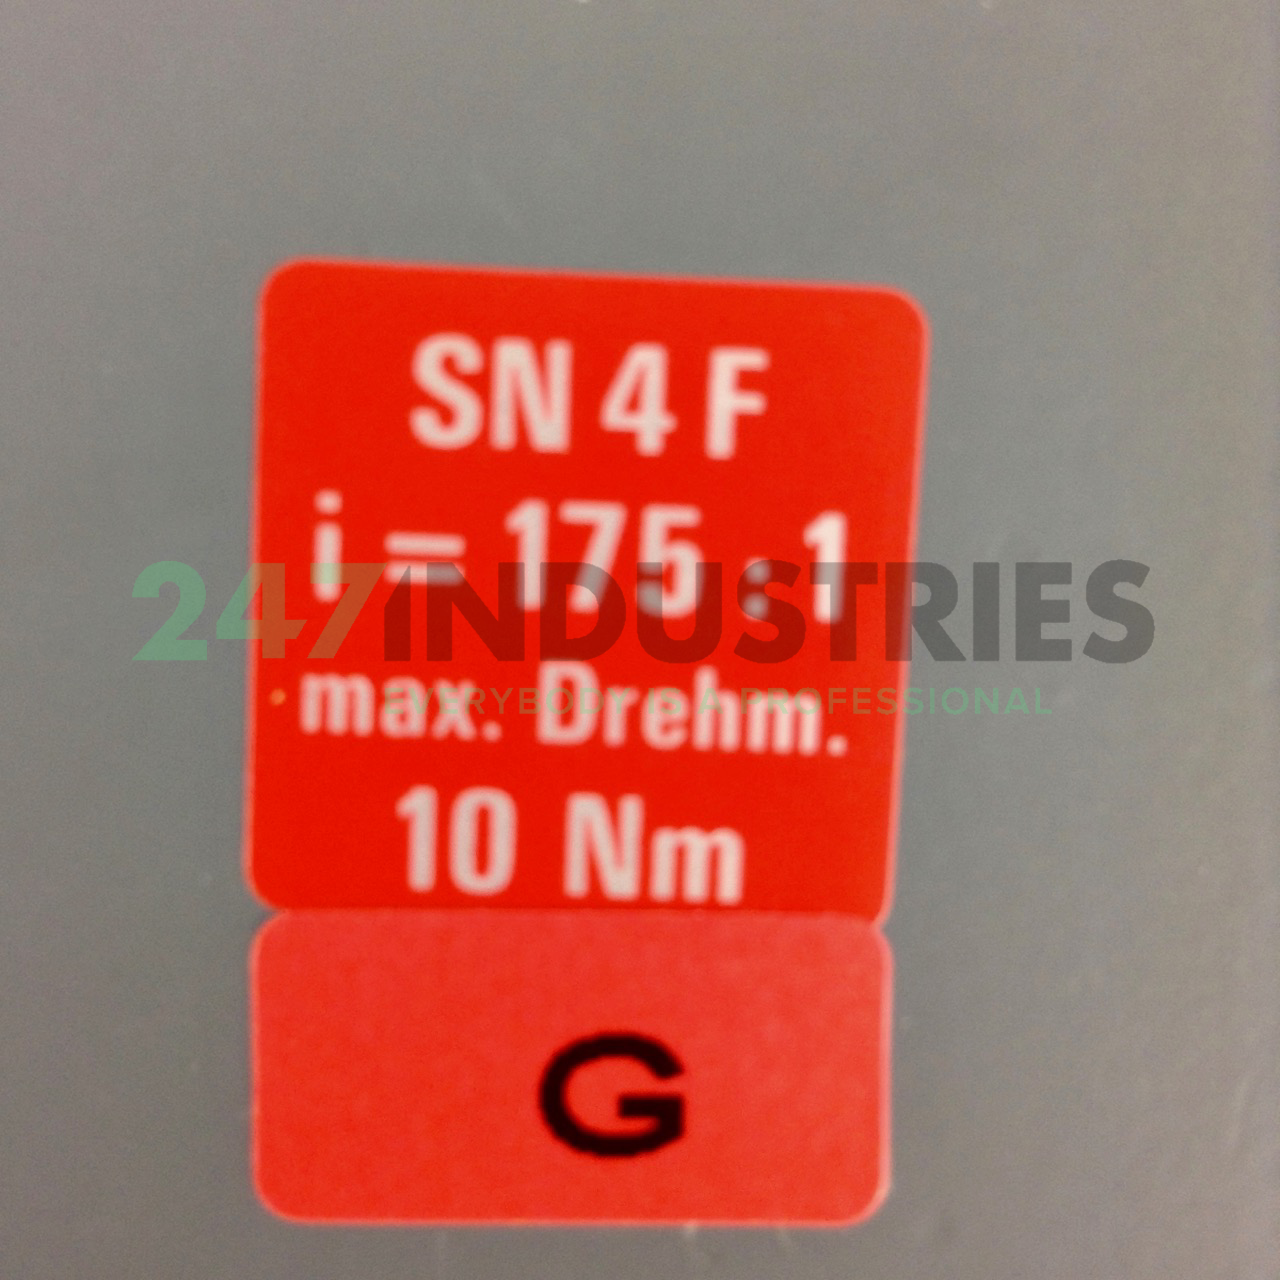 SN 4 F
i = 175 : 1
247INDUSTRIES
EVERYBODY IS A PROFESSIONAL
max. Drehm.
10 Nm
G